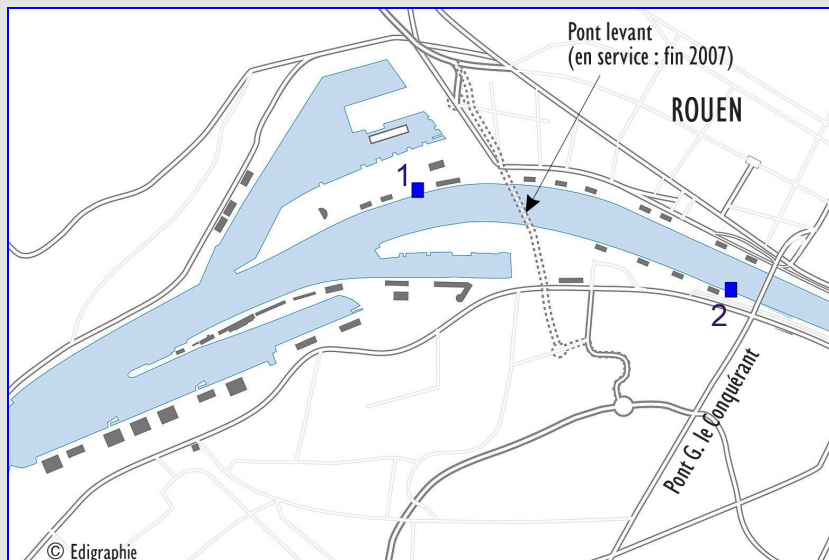 Pont levant
(en service : fin 2007)
ROUEN
1
2
Pont G. le Conquérant
© Edigraphie